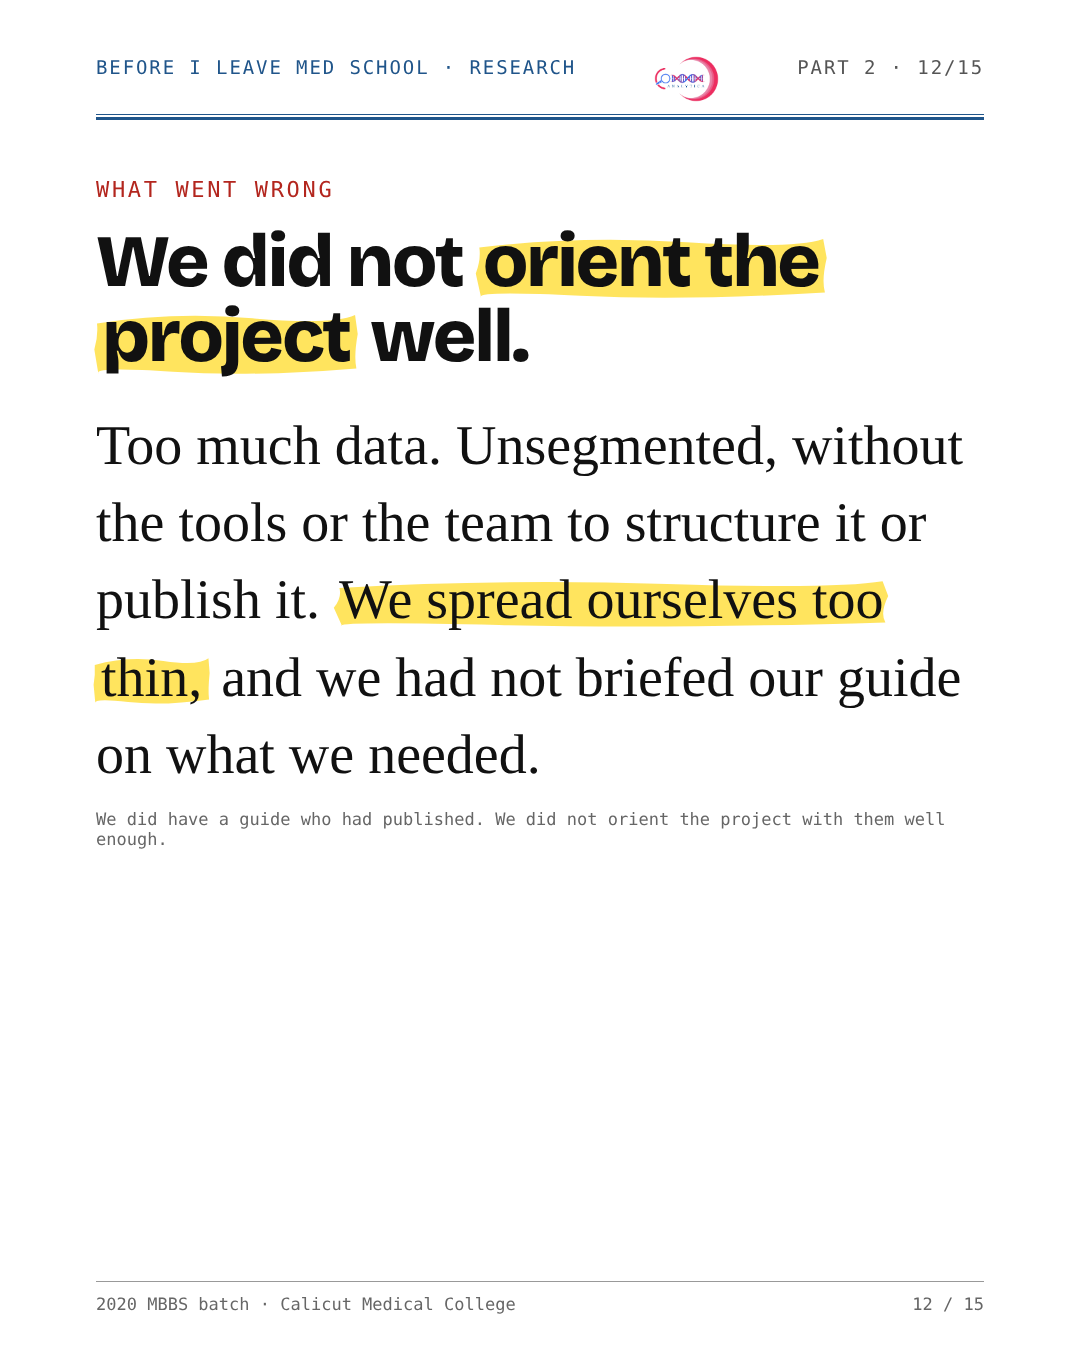 BEFORE I LEAVE MED SCHOOL · RESEARCH
PART 2 · 12/15
WHAT WENT WRONG
We did not orient the
project well.
Too much data. Unsegmented, without
the tools or the team to structure it or
publish it. We spread ourselves too
thin, and we had not briefed our guide
on what we needed.
We did have a guide who had published. We did not orient the project with them well
enough.
2020 MBBS batch · Calicut Medical College
12 / 15